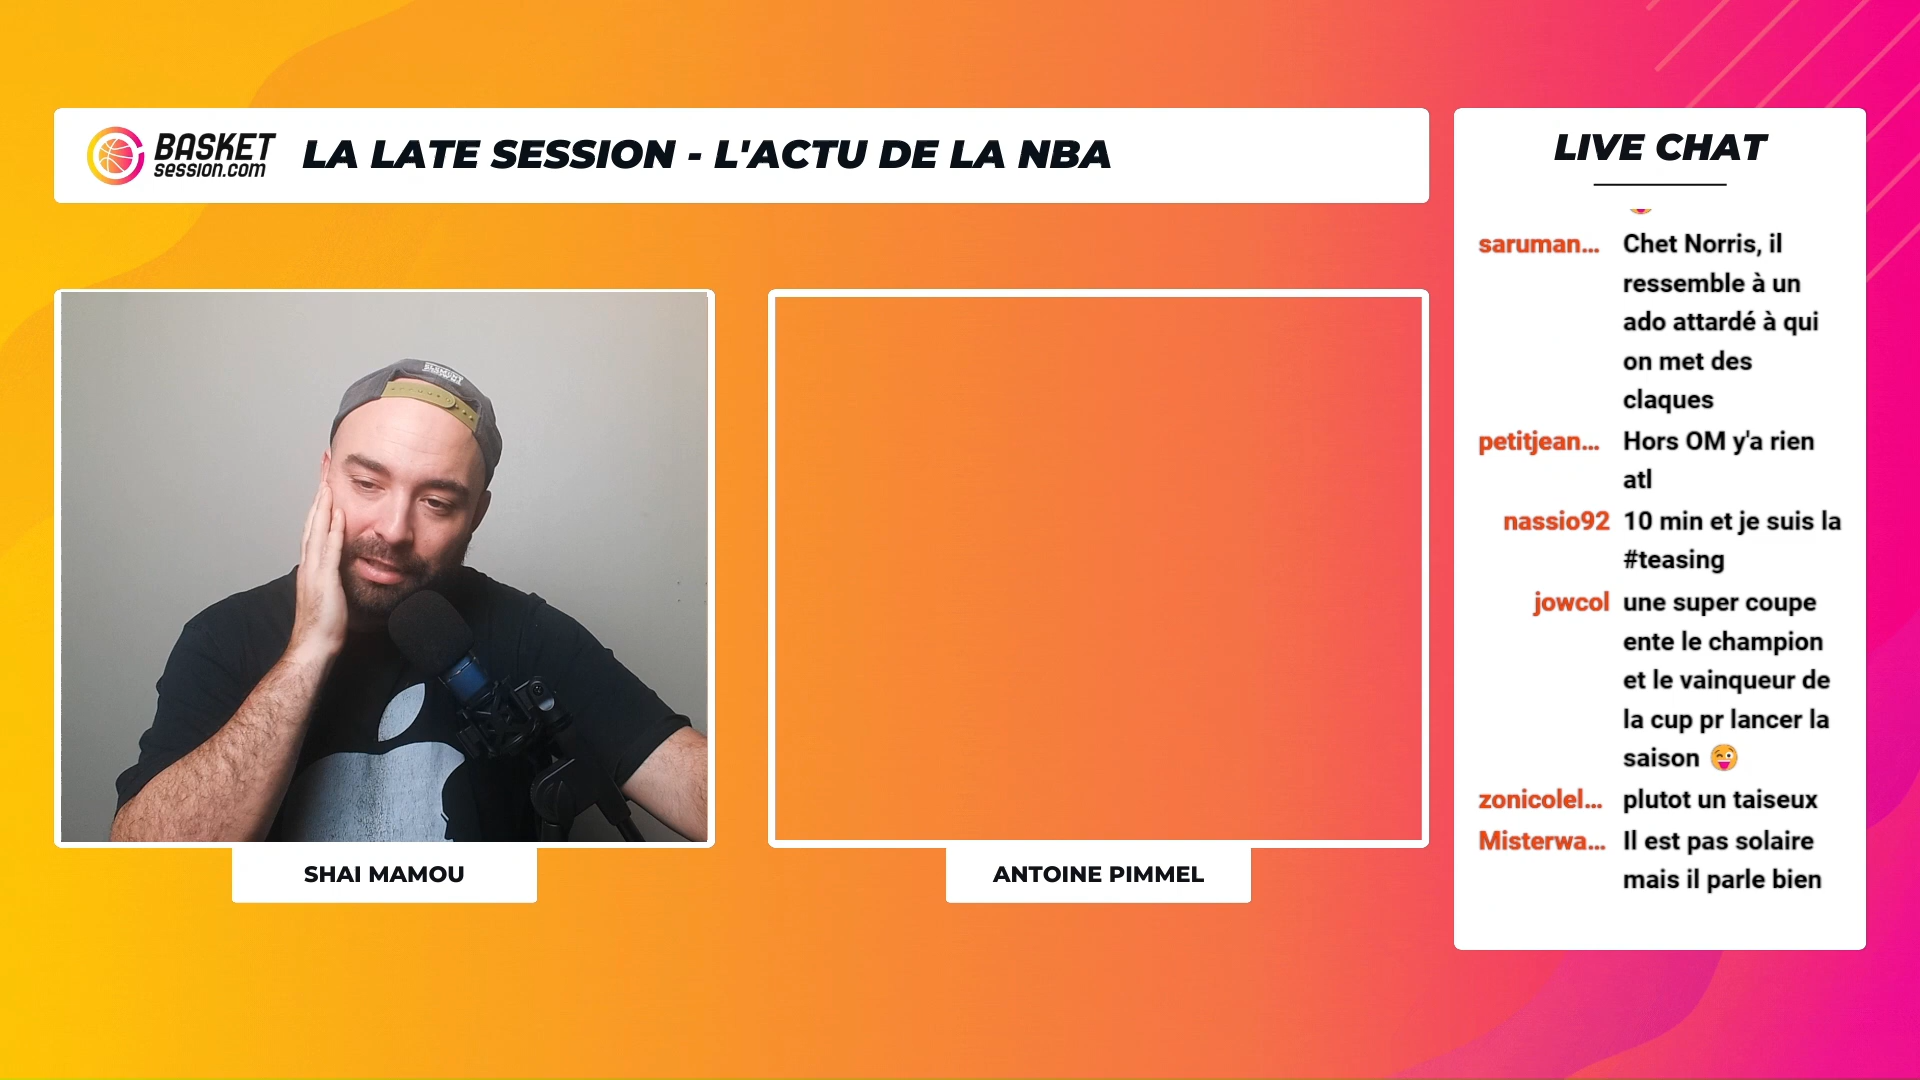 BASKET
session.com
LA LATE SESSION - L'ACTU DE LA NBA
LIVE CHAT
saruman... Chet Norris, il
ressemble à un
ado attardé à qui
on met des
claques
petitjean... Hors OM y'a rien
atl
nassio92 10 min et je suis la
#teasing
jowcol une super coupe
ente le champion
et le vainqueur de
la cup pr lancer la
saison 😜
zonicolel... plutot un taiseux
Misterwa... Il est pas solaire
mais il parle bien
ELEMENT
SHAI MAMOU
ANTOINE PIMMEL